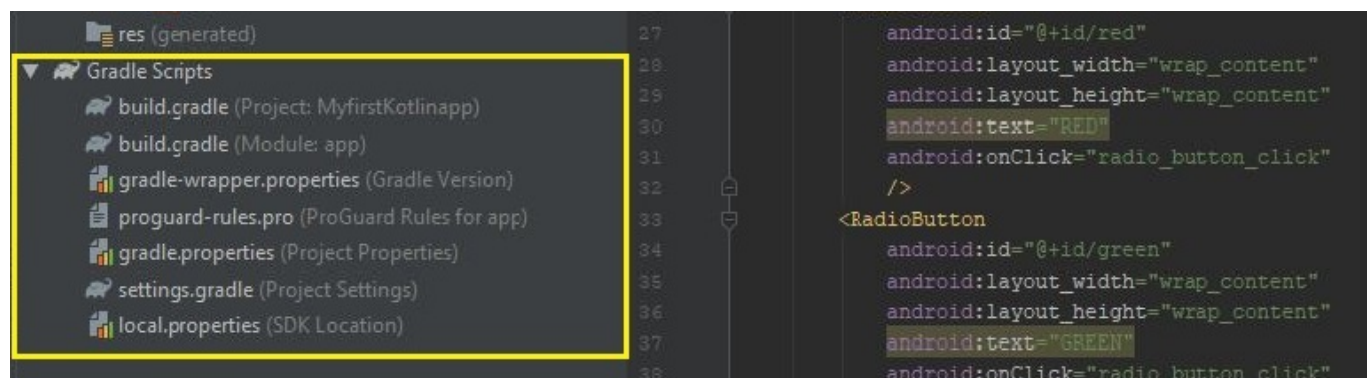 res (generated)
Gradle Scripts
build.gradle (Project: MyfirstKotlinapp)
build.gradle (Module: app)
gradle-wrapper.properties (Gradle Version)
proguard-rules.pro (ProGuard Rules for app)
gradle.properties (Project Properties)
settings.gradle (Project Settings)
local.properties (SDK Location)
27 android:id="@+id/red"
28 android:layout_width="wrap_content"
29 android:layout_height="wrap_content"
30 android:text="RED"
31 android:onClick="radio_button_click"
32 />
33 <RadioButton
34 android:id="@+id/green"
35 android:layout_width="wrap_content"
36 android:layout_height="wrap_content"
37 android:text="GREEN"
38 android:onClick="radio_button_click"